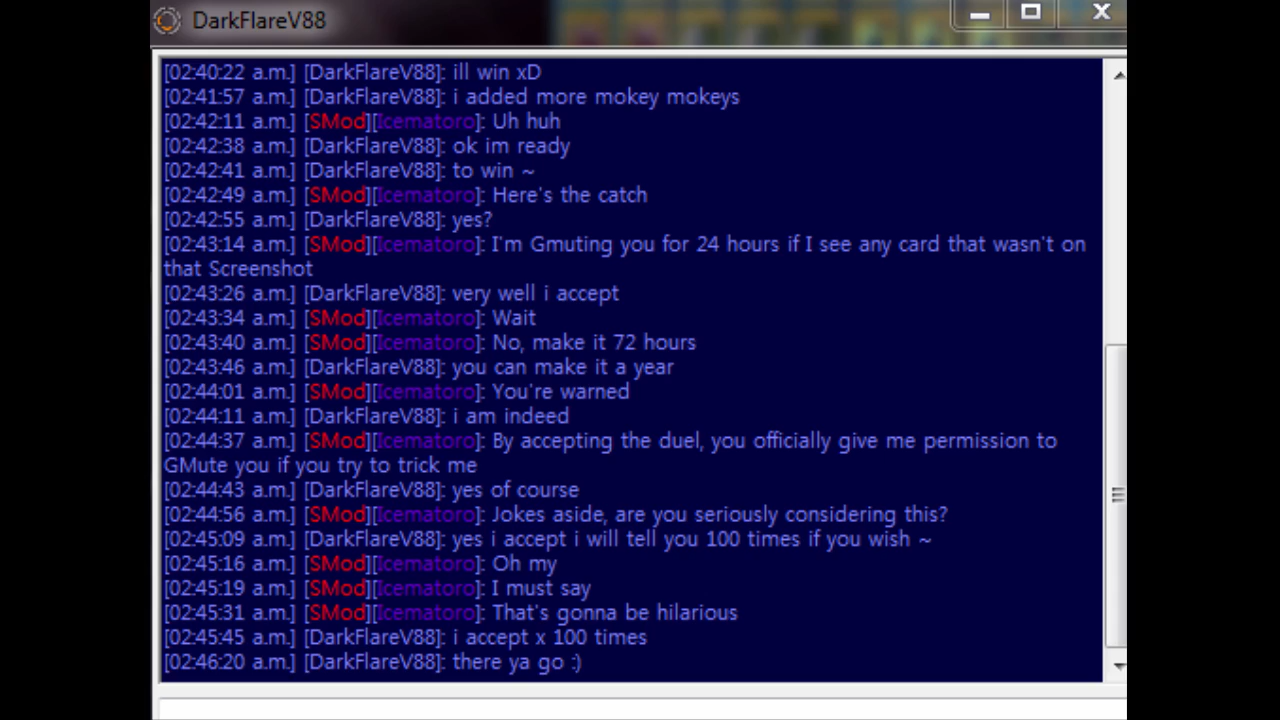 DarkFlareV88
[02:40:22 a.m.] [DarkFlareV88]: ill win xD
[02:41:57 a.m.] [DarkFlareV88]: i added more mokey mokeys
[02:42:11 a.m.] [SMod][Icematoro]: Uh huh
[02:42:38 a.m.] [DarkFlareV88]: ok im ready
[02:42:41 a.m.] [DarkFlareV88]: to win ~
[02:42:49 a.m.] [SMod][Icematoro]: Here's the catch
[02:42:55 a.m.] [DarkFlareV88]: yes?
[02:43:14 a.m.] [SMod][Icematoro]: I'm Gmuting you for 24 hours if I see any card that wasn't on
that Screenshot
[02:43:26 a.m.] [DarkFlareV88]: very well i accept
[02:43:34 a.m.] [SMod][Icematoro]: Wait
[02:43:40 a.m.] [SMod][Icematoro]: No, make it 72 hours
[02:43:46 a.m.] [DarkFlareV88]: you can make it a year
[02:44:01 a.m.] [SMod][Icematoro]: You're warned
[02:44:11 a.m.] [DarkFlareV88]: i am indeed
[02:44:37 a.m.] [SMod][Icematoro]: By accepting the duel, you officially give me permission to
GMute you if you try to trick me
[02:44:43 a.m.] [DarkFlareV88]: yes of course
[02:44:56 a.m.] [SMod][Icematoro]: Jokes aside, are you seriously considering this?
[02:45:09 a.m.] [DarkFlareV88]: yes i accept i will tell you 100 times if you wish ~
[02:45:16 a.m.] [SMod][Icematoro]: Oh my
[02:45:19 a.m.] [SMod][Icematoro]: I must say
[02:45:31 a.m.] [SMod][Icematoro]: That's gonna be hilarious
[02:45:45 a.m.] [DarkFlareV88]: i accept x 100 times
[02:46:20 a.m.] [DarkFlareV88]: there ya go :)